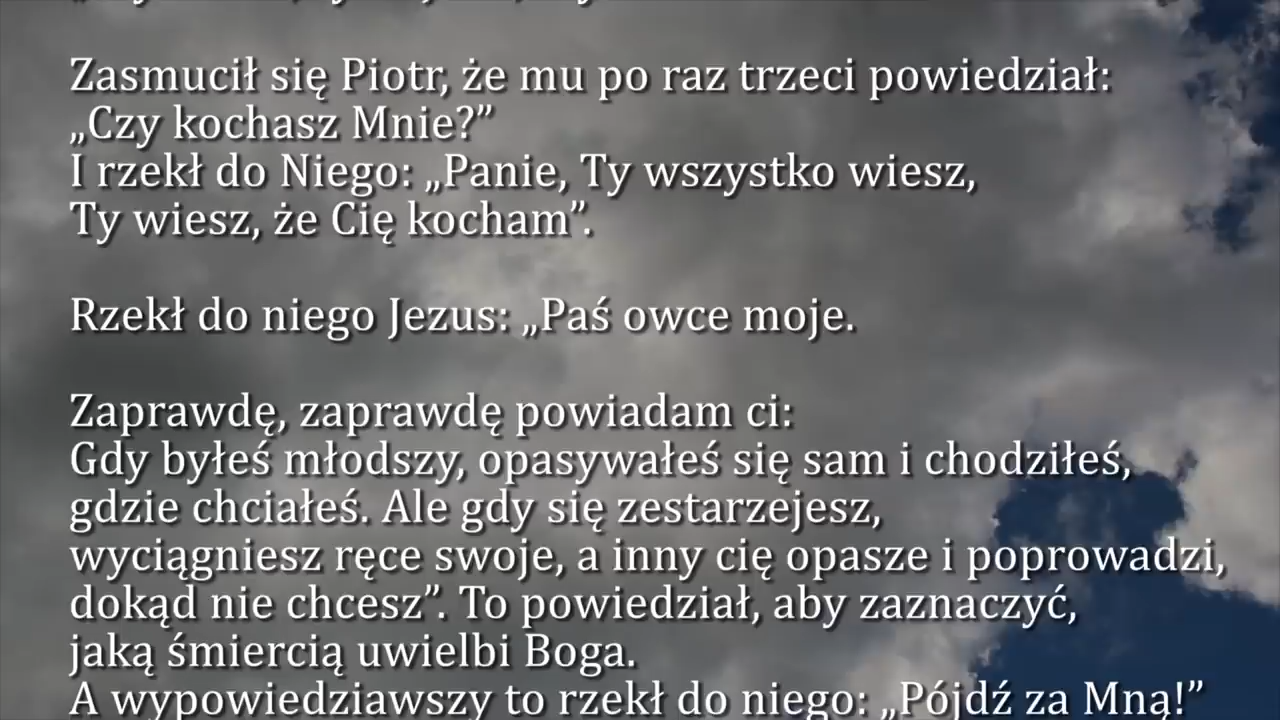 Zasmucił się Piotr, że mu po raz trzeci powiedział:
„Czy kochasz Mnie?”
I rzekł do Niego: „Panie, Ty wszystko wiesz,
Ty wiesz, że Cię kocham”.
Rzekł do niego Jezus: „Paś owce moje.
Zaprawdę, zaprawdę powiadam ci:
Gdy byłeś młodszy, opasywałeś się sam i chodziłeś,
gdzie chciałeś. Ale gdy się zestarzejesz,
wyciągniesz ręce swoje, a inny cię opasze i poprowadzi,
dokąd nie chcesz”. To powiedział, aby zaznaczyć,
jaką śmiercią uwielbi Boga.
A wypowiedziawszy to rzekł do niego: „Pójdź za Mną!”